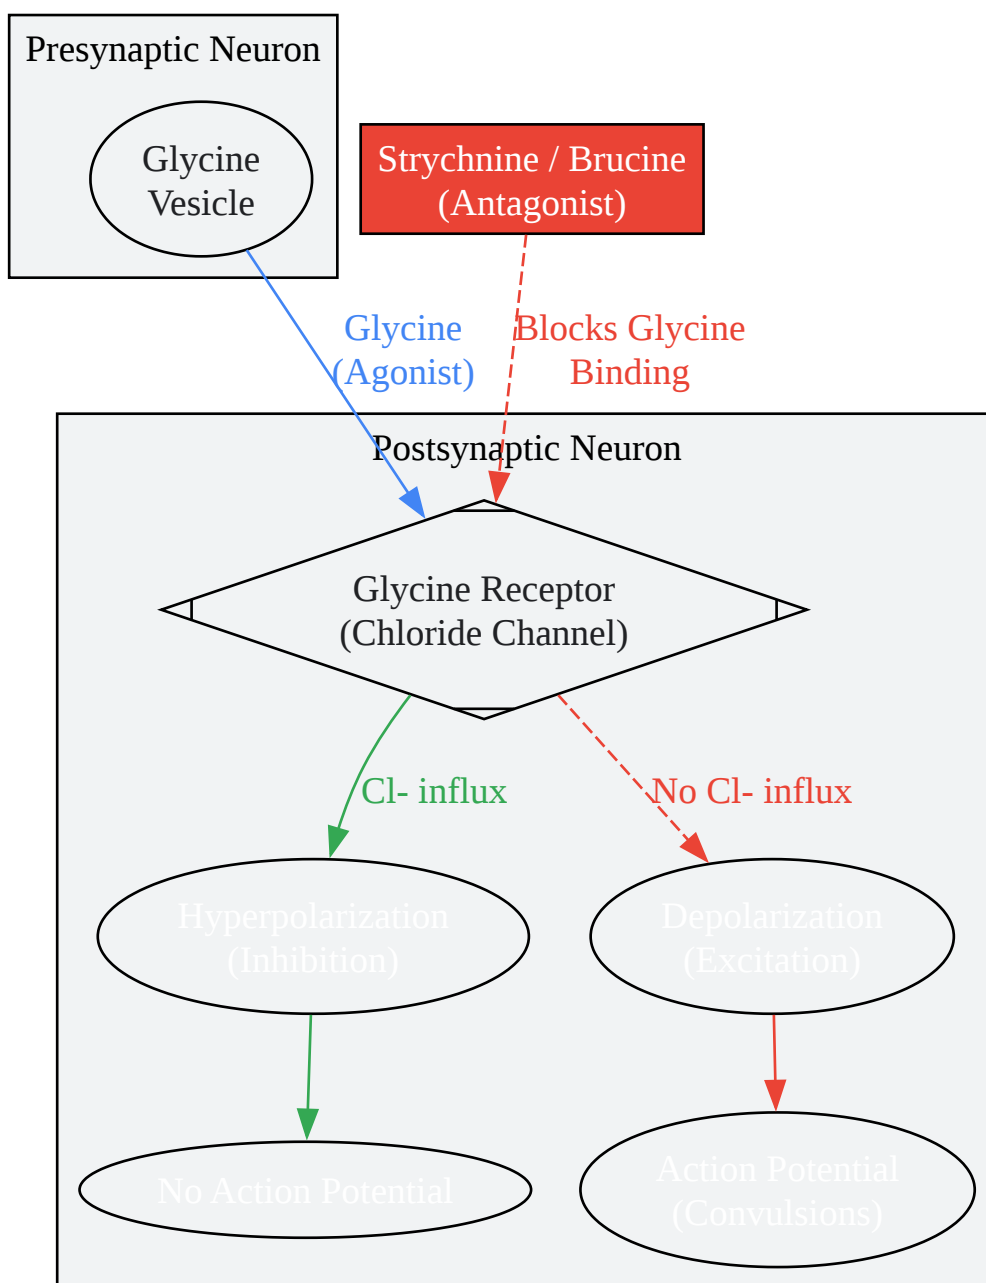 Presynaptic Neuron
Glycine
Vesicle
Strychnine / Brucine
(Antagonist)
Glycine
(Agonist)
Blocks Glycine
Binding
Postsynaptic Neuron
Glycine Receptor
(Chloride Channel)
Cl- influx
No Cl- influx
Hyperpolarization
(Inhibition)
Depolarization
(Excitation)
No Action Potential
Action Potential
(Convulsions)